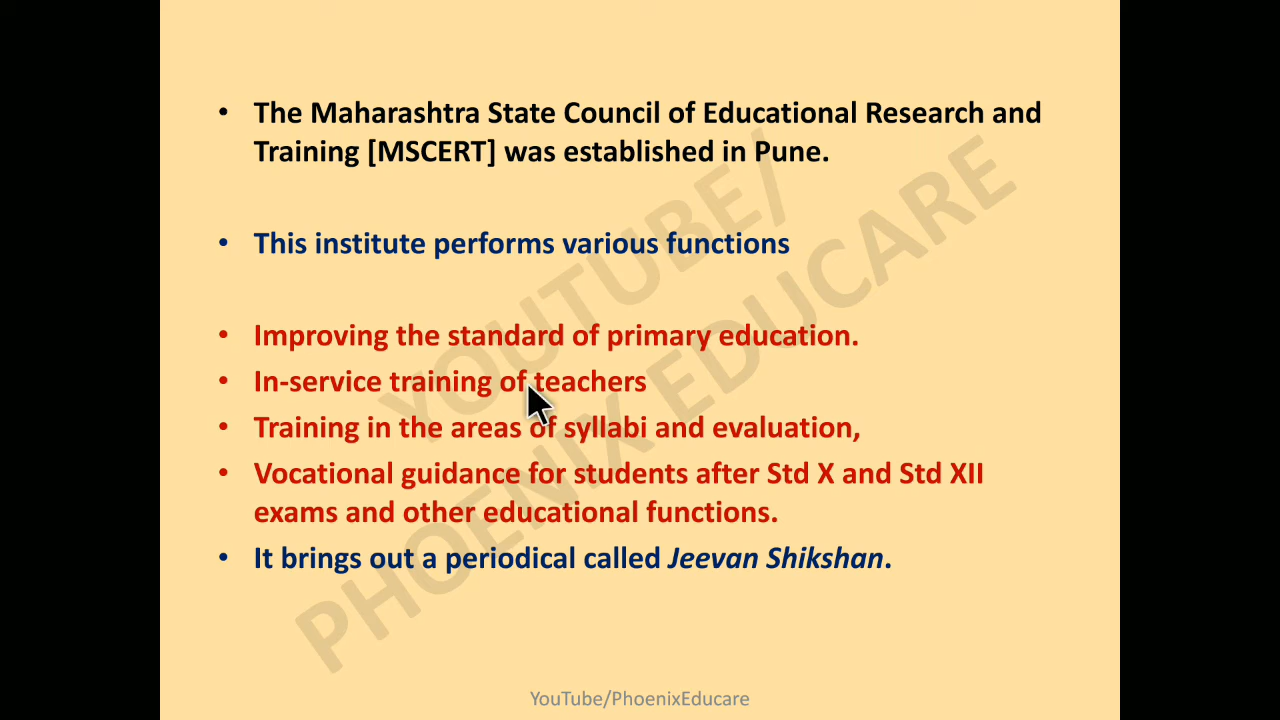 • The Maharashtra State Council of Educational Research and
Training [MSCERT] was established in Pune.
• This institute performs various functions
• Improving the standard of primary education.
• In-service training of teachers
• Training in the areas of syllabi and evaluation,
• Vocational guidance for students after Std X and Std XII
exams and other educational functions.
• It brings out a periodical called Jeevan Shikshan.
YOUTUBE/
PHOENIX EDUCARE
YouTube/PhoenixEducare